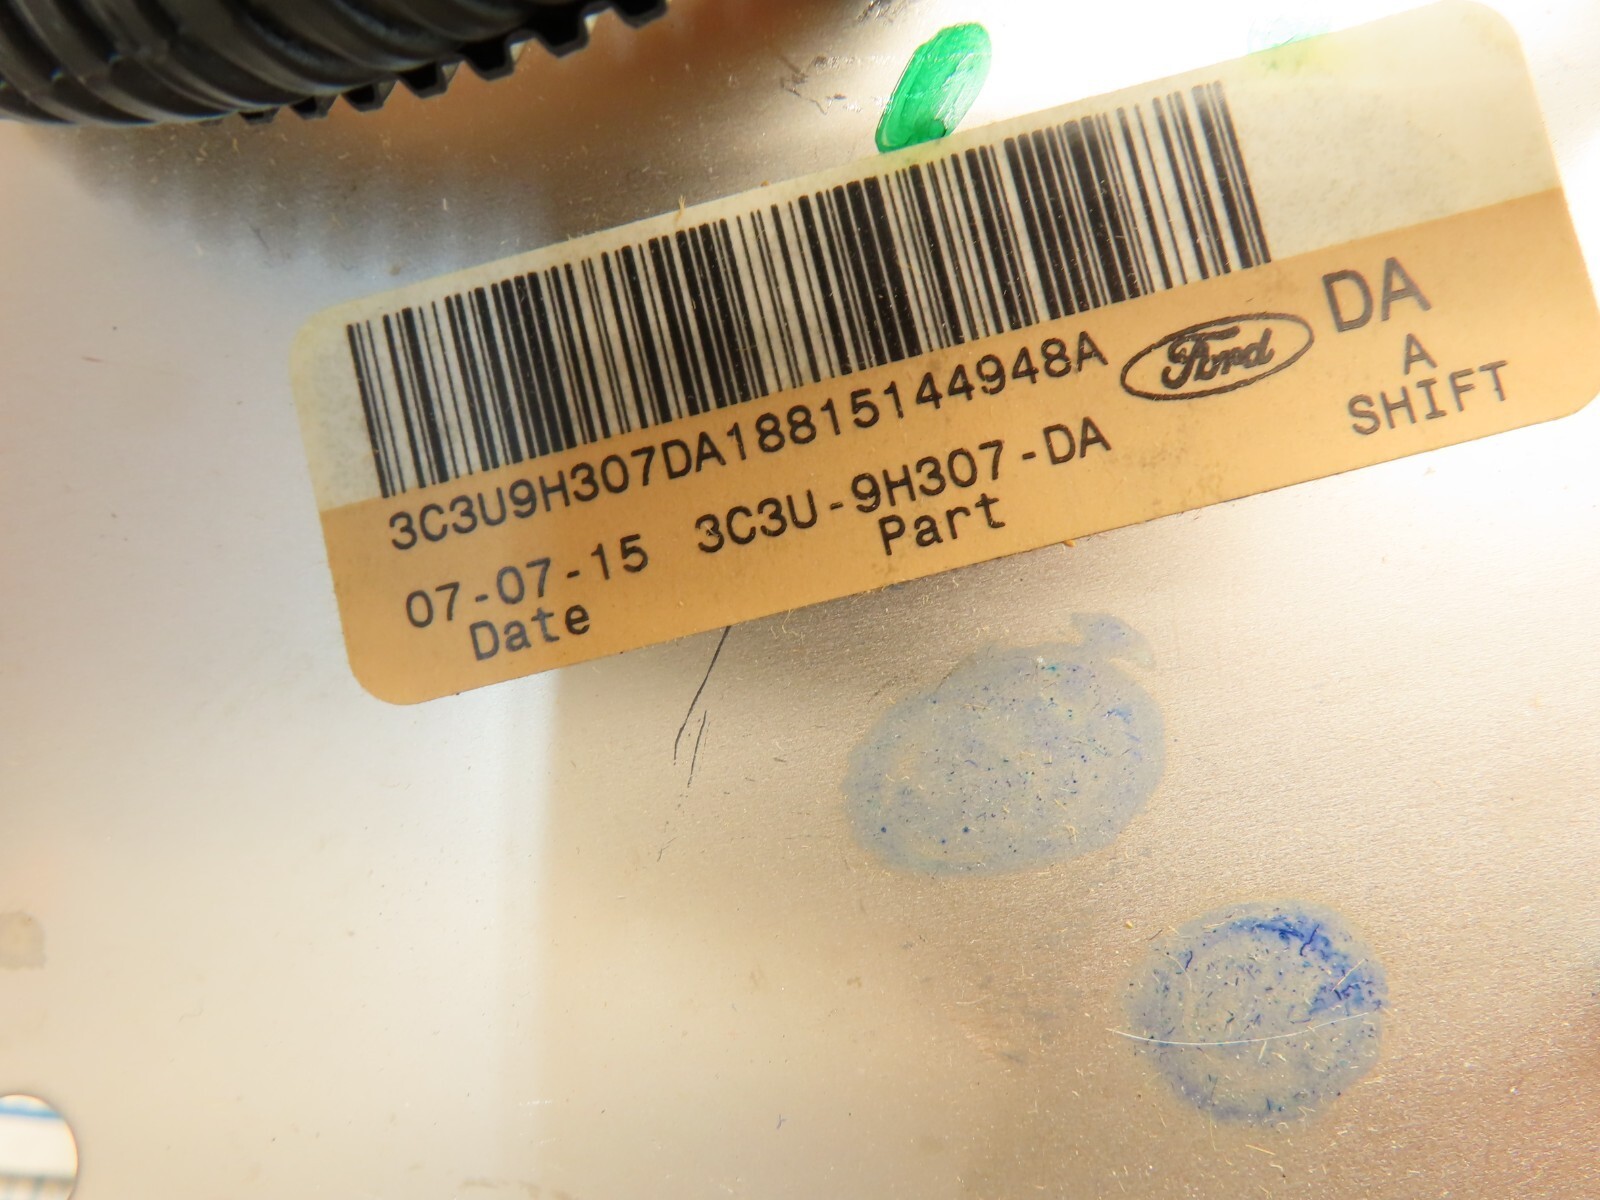 3C3U9H307DA18815144948A
Ford
DA
A
SHIFT
07-07-15
Date
3C3U-9H307-DA
Part